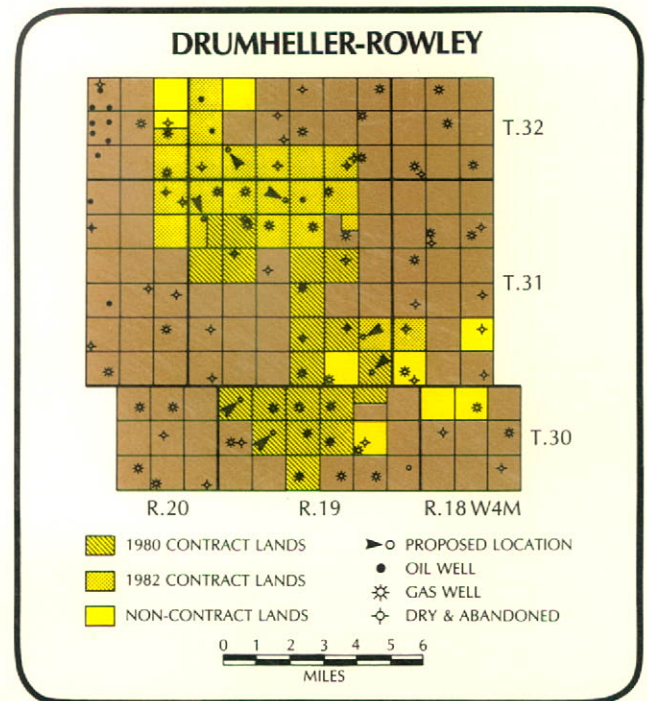 DRUMHELLER-ROWLEY
T.32
T.31
T.30
R.20 R.19 R.18 W4M
1980 CONTRACT LANDS
1982 CONTRACT LANDS
NON-CONTRACT LANDS
PROPOSED LOCATION
OIL WELL
GAS WELL
DRY & ABANDONED
0 1 2 3 4 5 6
MILES